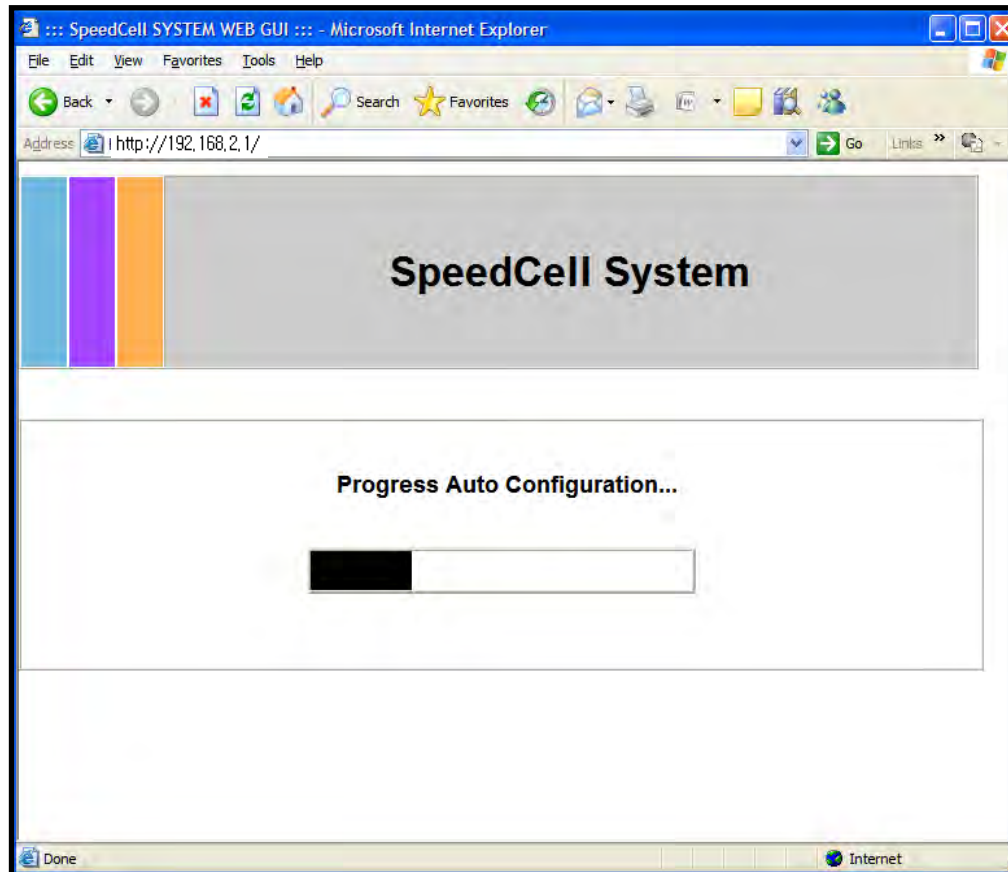 ::: SpeedCell SYSTEM WEB GUI ::: - Microsoft Internet Explorer
File Edit View Favorites Tools Help
Back Search Favorites
Address http://192,168,2,1/ Go Links »
SpeedCell System
Progress Auto Configuration...
Done Internet